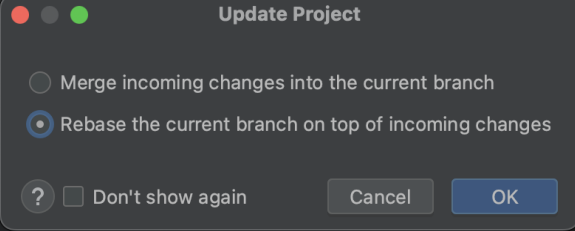 Update Project
Merge incoming changes into the current branch
Rebase the current branch on top of incoming changes
? Don't show again Cancel OK